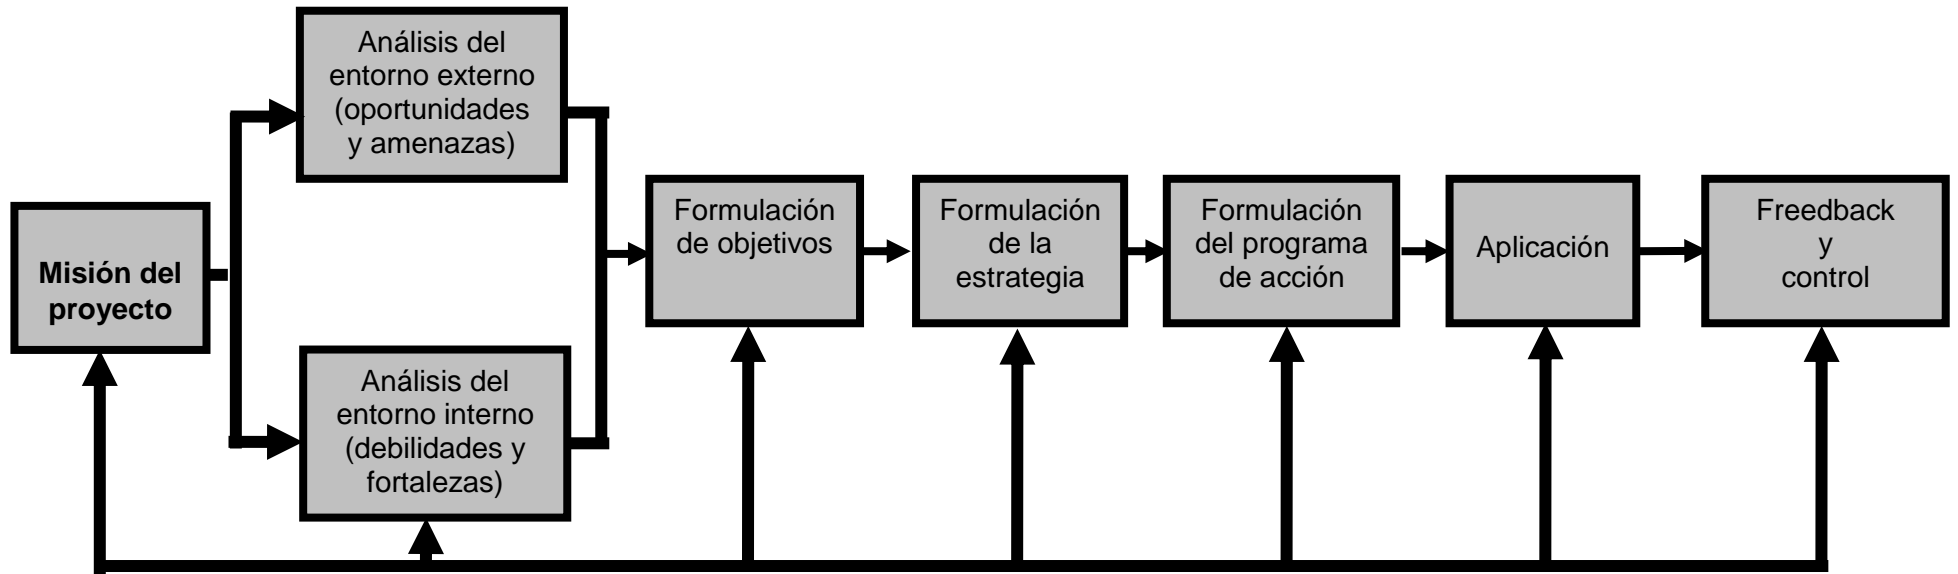 Misión del
proyecto
Análisis del
entorno externo
(oportunidades
y amenazas)
Análisis del
entorno interno
(debilidades y
fortalezas)
Formulación
de objetivos
Formulación
de la
estrategia
Formulación
del programa
de acción
Aplicación
Freedback
y
control